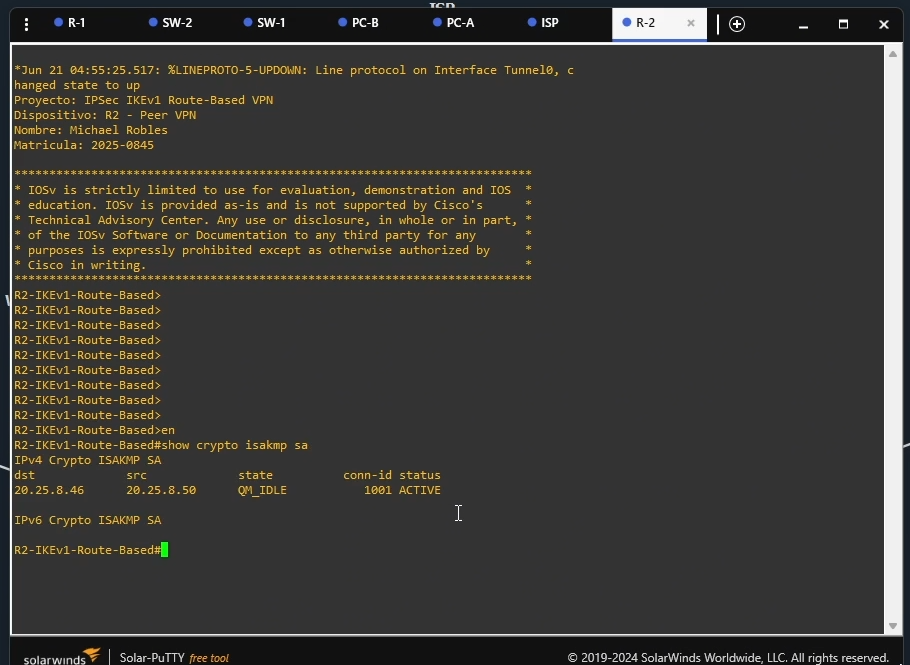 ISP
R-1 SW-2 SW-1 PC-B PC-A ISP R-2
*Jun 21 04:55:25.517: %LINEPROTO-5-UPDOWN: Line protocol on Interface Tunnel0, c
hanged state to up
Proyecto: IPSec IKEv1 Route-Based VPN
Dispositivo: R2 - Peer VPN
Nombre: Michael Robles
Matricula: 2025-0845
**************************************************************************
* IOSv is strictly limited to use for evaluation, demonstration and IOS  *
* education. IOSv is provided as-is and is not supported by Cisco's      *
* Technical Advisory Center. Any use or disclosure, in whole or in part, *
* of the IOSv Software or Documentation to any third party for any       *
* purposes is expressly prohibited except as otherwise authorized by     *
* Cisco in writing.                                                      *
**************************************************************************
R2-IKEv1-Route-Based>
R2-IKEv1-Route-Based>
R2-IKEv1-Route-Based>
R2-IKEv1-Route-Based>
R2-IKEv1-Route-Based>
R2-IKEv1-Route-Based>
R2-IKEv1-Route-Based>
R2-IKEv1-Route-Based>
R2-IKEv1-Route-Based>
R2-IKEv1-Route-Based>en
R2-IKEv1-Route-Based#show crypto isakmp sa
IPv4 Crypto ISAKMP SA
dst             src             state          conn-id status
20.25.8.46      20.25.8.50      QM_IDLE           1001 ACTIVE
IPv6 Crypto ISAKMP SA
R2-IKEv1-Route-Based#
solarwinds Solar-PuTTY free tool © 2019-2024 SolarWinds Worldwide, LLC. All rights reserved.